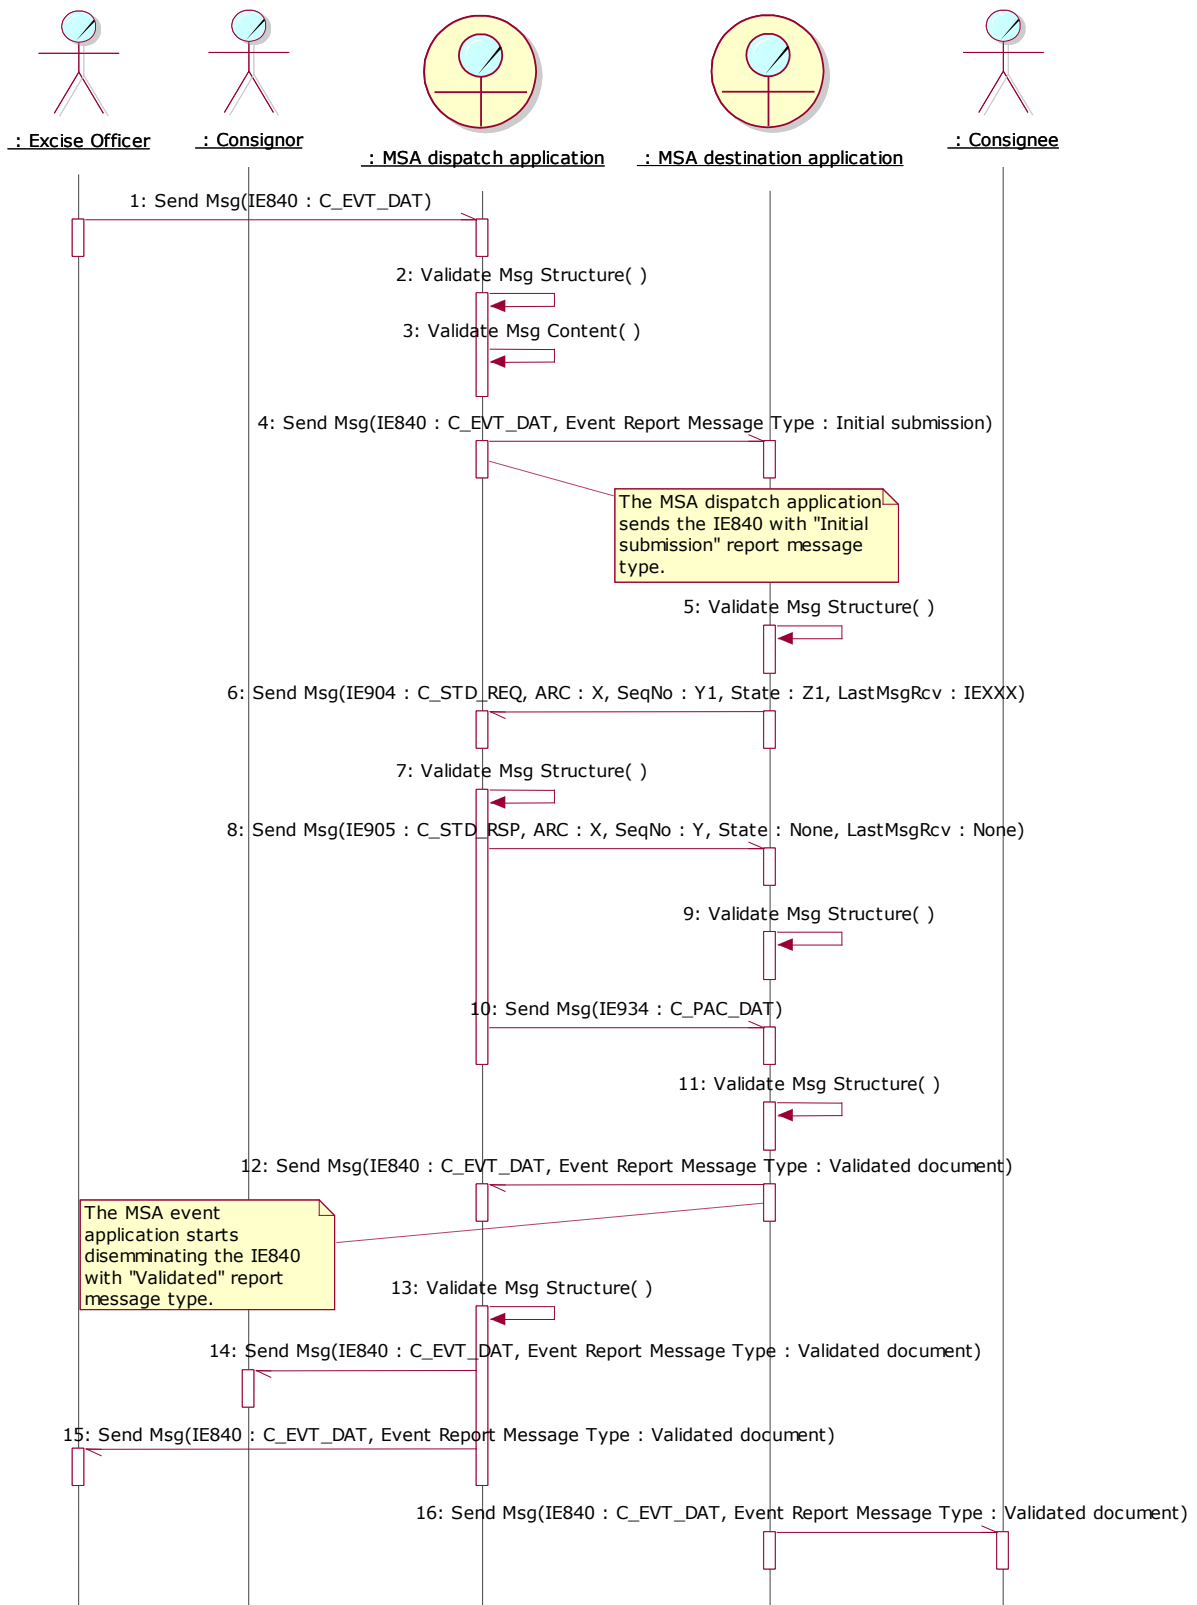 : Excise Officer
: Consignor
: MSA dispatch application
: MSA destination application
: Consignee
1: Send Msg(IE840 : C_EVT_DAT)
2: Validate Msg Structure( )
3: Validate Msg Content( )
4: Send Msg(IE840 : C_EVT_DAT, Event Report Message Type : Initial submission)
The MSA dispatch application
sends the IE840 with "Initial
submission" report message
type.
5: Validate Msg Structure( )
6: Send Msg(IE904 : C_STD_REQ, ARC : X, SeqNo : Y1, State : Z1, LastMsgRcv : IEXXX)
7: Validate Msg Structure( )
8: Send Msg(IE905 : C_STD_RSP, ARC : X, SeqNo : Y, State : None, LastMsgRcv : None)
9: Validate Msg Structure( )
10: Send Msg(IE934 : C_PAC_DAT)
11: Validate Msg Structure( )
12: Send Msg(IE840 : C_EVT_DAT, Event Report Message Type : Validated document)
The MSA event
application starts
disemminating the IE840
with "Validated" report
message type.
13: Validate Msg Structure( )
14: Send Msg(IE840 : C_EVT_DAT, Event Report Message Type : Validated document)
15: Send Msg(IE840 : C_EVT_DAT, Event Report Message Type : Validated document)
16: Send Msg(IE840 : C_EVT_DAT, Event Report Message Type : Validated document)